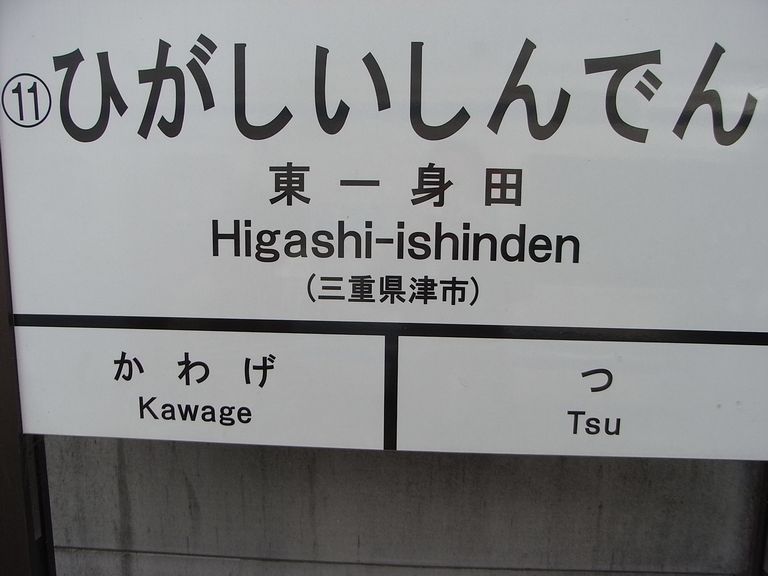 ⑪ひがしいしんでん
東一身田
Higashi-ishinden
(三重県津市)
かわげ
Kawage
つ
Tsu